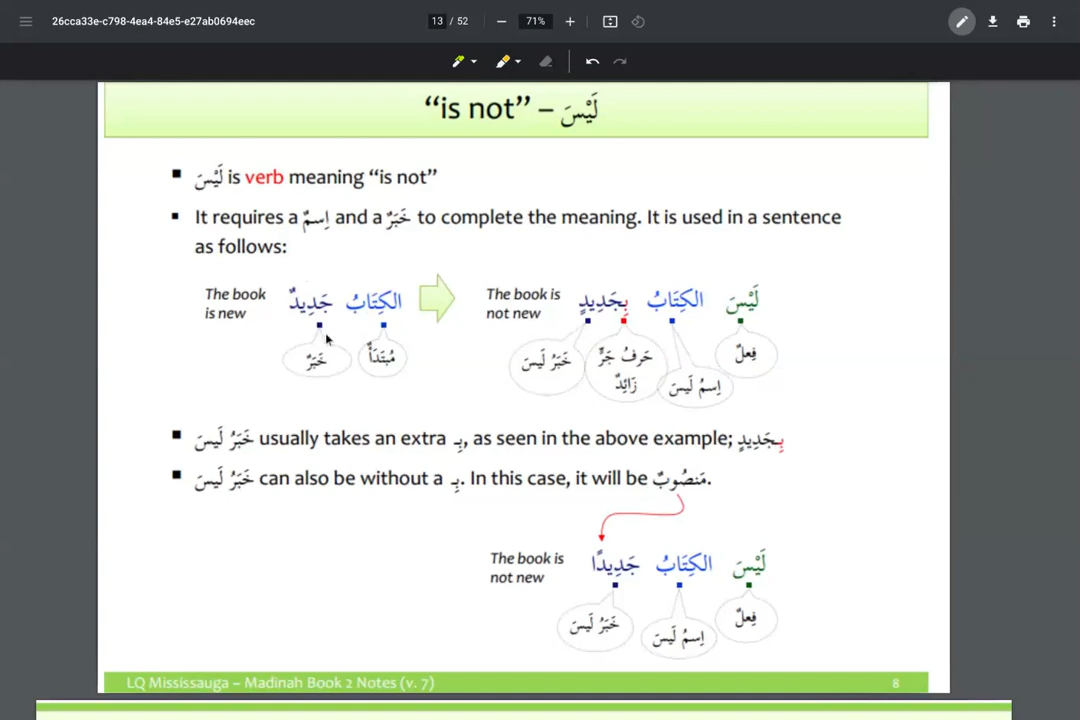 26cca33e-c798-4ea4-84e5-e27ab0694eec
13 / 52
71%
“is not” – لَيْسَ
▪ لَيْسَ is verb meaning “is not”
▪ It requires a اِسمٌ and a خَبَرٌ to complete the meaning. It is used in a sentence
as follows:
The book
is new
الكِتَابُ جَدِيدٌ
مُبتَدَأٌ
خَبَرٌ
The book is
not new
لَيْسَ الكِتَابُ بِجَدِيدٍ
فِعلٌ
اِسمُ لَيسَ
حَرفُ جَرٍّ
زَائِدٌ
خَبَرُ لَيسَ
▪ خَبَرُ لَيسَ usually takes an extra بِـ, as seen in the above example; بِجَدِيدٍ
▪ خَبَرُ لَيسَ can also be without a بِـ. In this case, it will be مَنصُوبٌ.
The book is
not new
لَيْسَ الكِتَابُ جَدِيدًا
فِعلٌ
اِسمُ لَيسَ
خَبَرُ لَيسَ
LQ Mississauga – Madinah Book 2 Notes (v. 7)
8